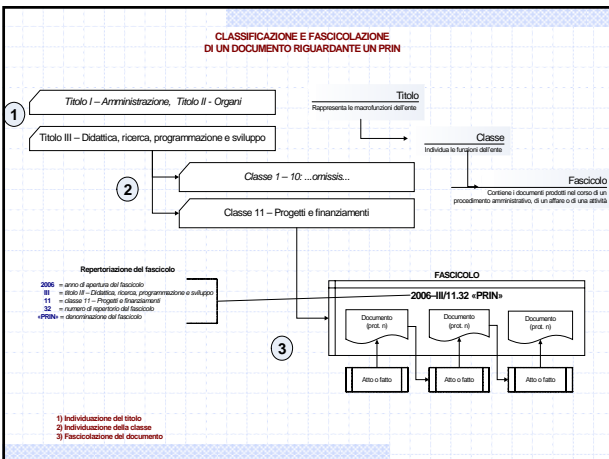 CLASSIFICAZIONE E FASCICOLAZIONE
DI UN DOCUMENTO RIGUARDANTE UN PRIN
1
Titolo I – Amministrazione, Titolo II - Organi
Titolo III – Didattica, ricerca, programmazione e sviluppo
Titolo
Rappresenta le macrofunzioni dell'ente
Classe
Individua le funzioni dell'ente
Fascicolo
Contiene i documenti prodotti nel corso di un
procedimento amministrativo, di un affare o di una attività
2
Classe 1 – 10: ...omissis...
Classe 11 – Progetti e finanziamenti
Repertoriazione del fascicolo
2006 = anno di apertura del fascicolo
III = titolo III – Didattica, ricerca, programmazione e sviluppo
11 = classe 11 – Progetti e finanziamenti
32 = numero di repertorio del fascicolo
«PRIN» = denominazione del fascicolo
FASCICOLO
2006–III/11.32 «PRIN»
Documento
(prot. n)
Documento
(prot. n)
Documento
(prot. n)
3
Atto o fatto
Atto o fatto
Atto o fatto
1) Individuazione del titolo
2) Individuazione della classe
3) Fascicolazione del documento